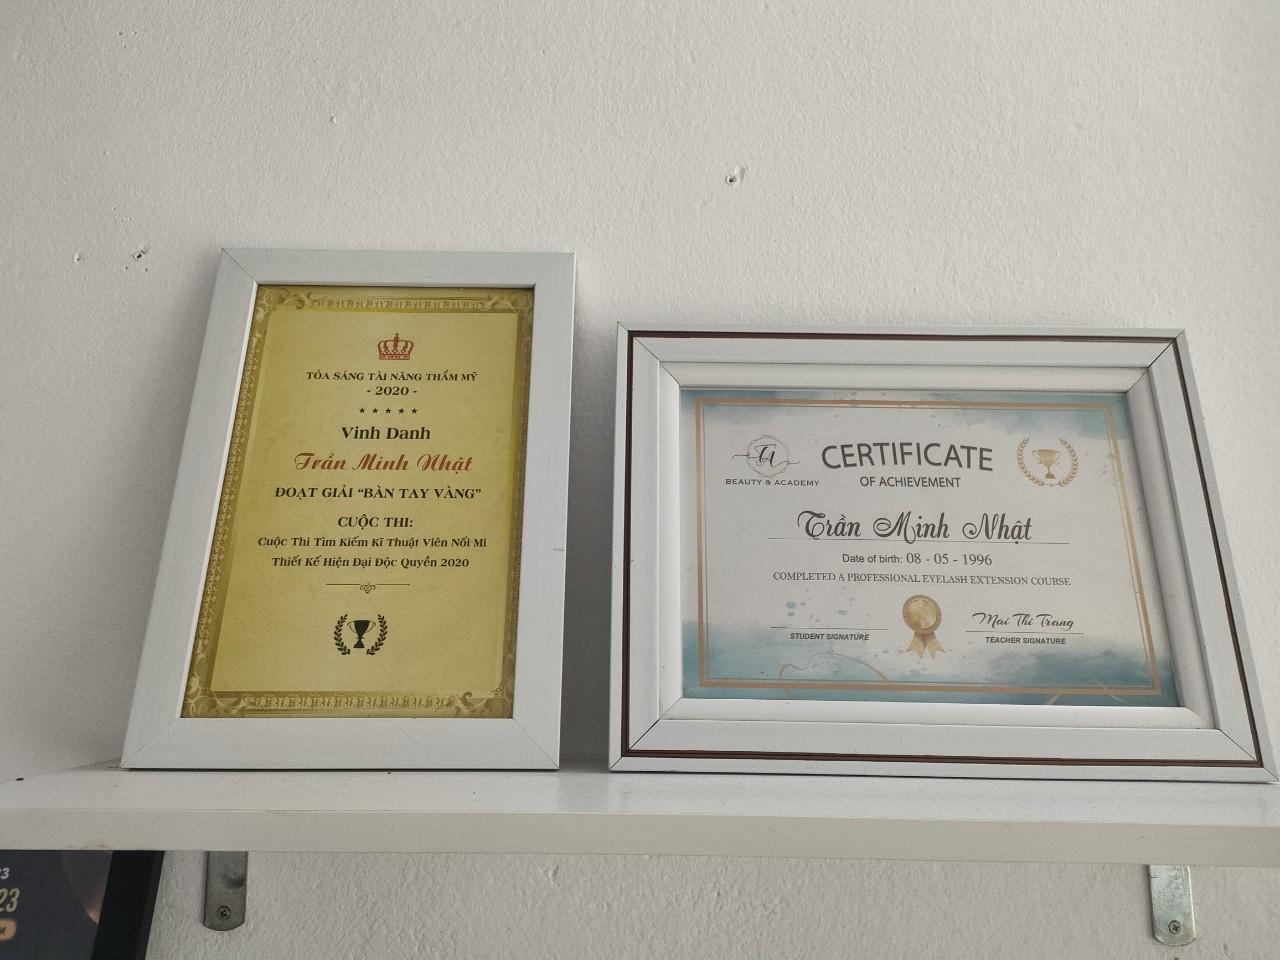 TỎA SÁNG TÀI NĂNG THẨM MỸ
- 2020 -
Vinh Danh
Trần Minh Nhật
ĐOẠT GIẢI “BÀN TAY VÀNG”
CUỘC THI:
Cuộc Thi Tìm Kiếm Kĩ Thuật Viên Nối Mi
Thiết Kế Hiện Đại Độc Quyền 2020
TA
BEAUTY & ACADEMY
CERTIFICATE
OF ACHIEVEMENT
Trần Minh Nhật
Date of birth: 08 - 05 - 1996
COMPLETED A PROFESSIONAL EYELASH EXTENSION COURSE
STUDENT SIGNATURE
Mai Thi Trang
TEACHER SIGNATURE
23